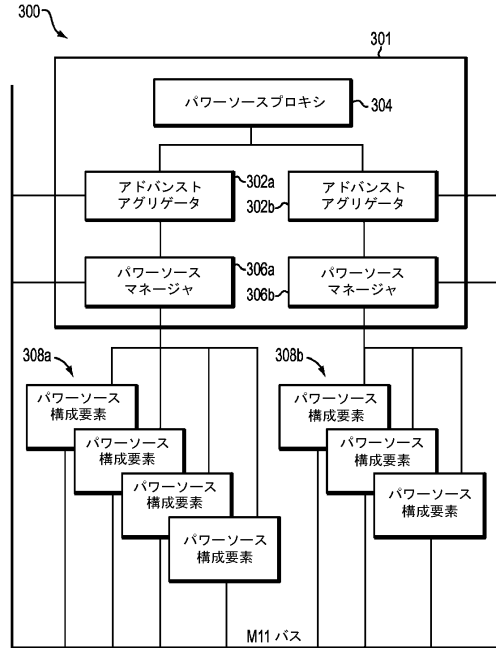 300
301
パワーソースプロキシ
304
アドバンスト
アグリゲータ
302a
302b
アドバンスト
アグリゲータ
パワーソース
マネージャ
306a
306b
パワーソース
マネージャ
308a
308b
パワーソース
構成要素
パワーソース
構成要素
パワーソース
構成要素
パワーソース
構成要素
パワーソース
構成要素
パワーソース
構成要素
パワーソース
構成要素
M11 バス